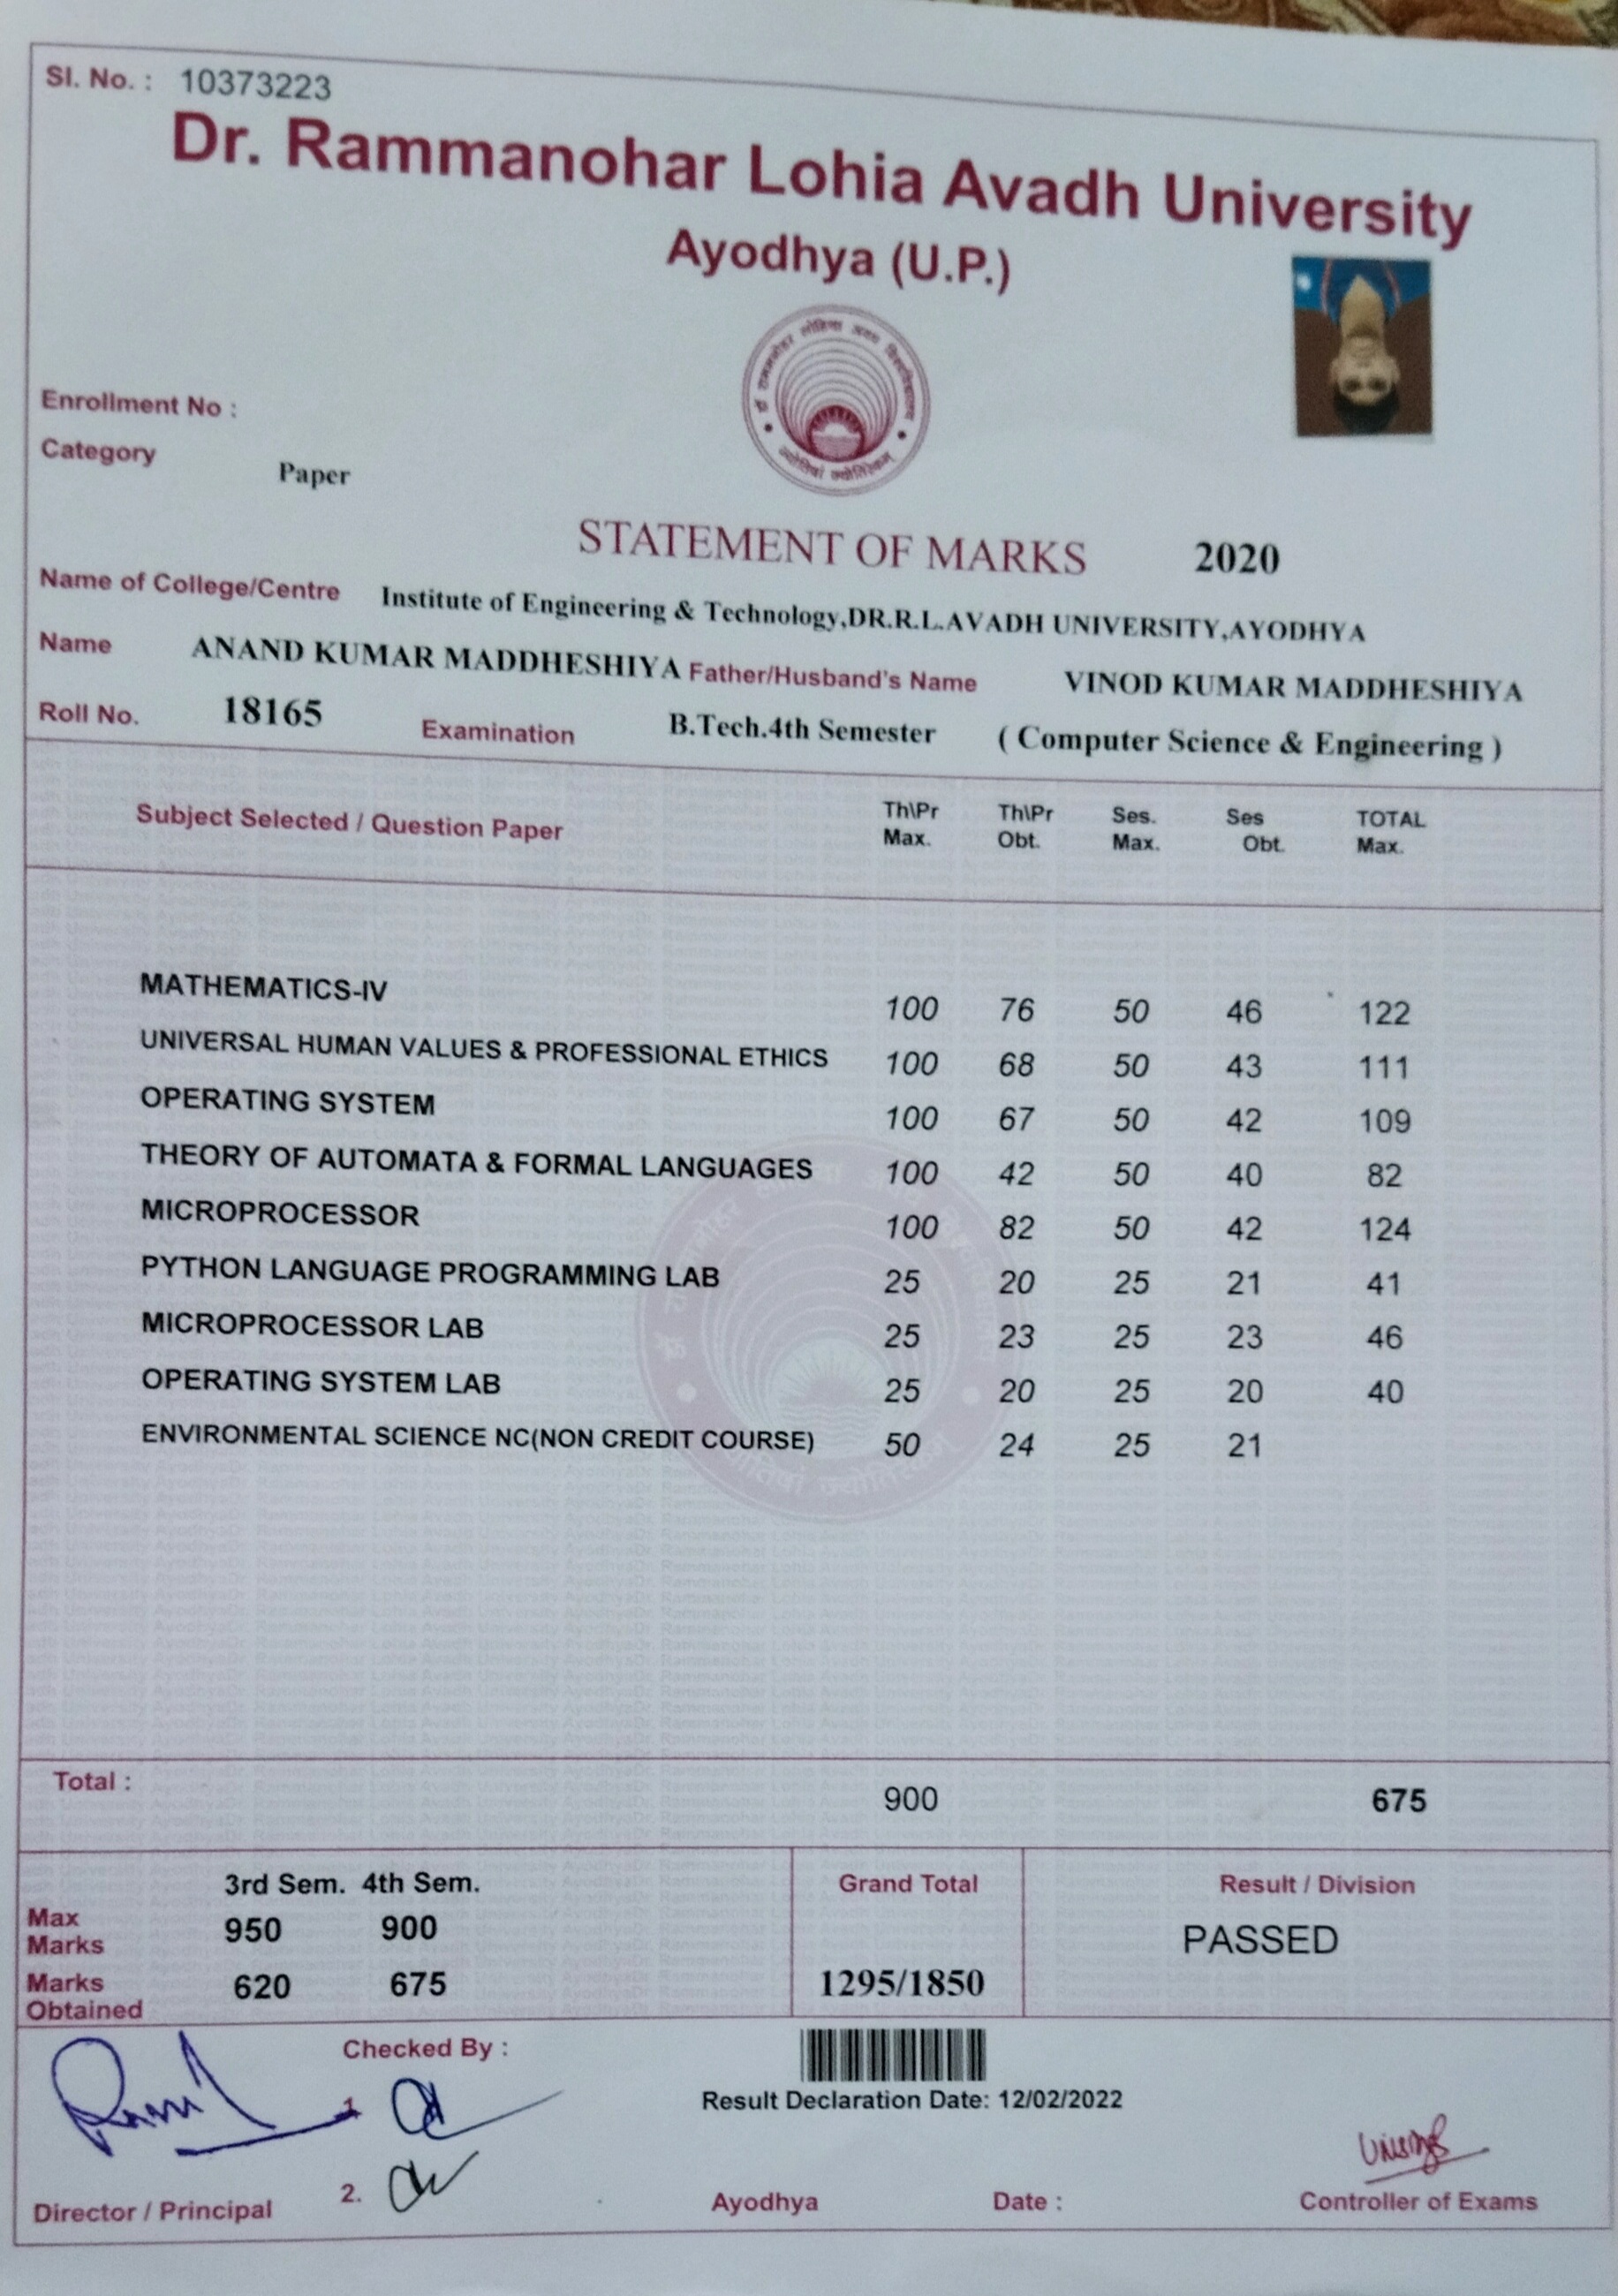 Sl. No. : 10373223
Dr. Rammanohar Lohia Avadh University
Ayodhya (U.P.)
डॉ राममनोहर लोहिया अवध विश्वविद्यालय
Enrollment No :
Category
Paper
STATEMENT OF MARKS 2020
Name of College/Centre Institute of Engineering & Technology,DR.R.L.AVADH UNIVERSITY,AYODHYA
Name ANAND KUMAR MADDHESHIYA Father/Husband's Name VINOD KUMAR MADDHESHIYA
Roll No. 18165 Examination B.Tech.4th Semester ( Computer Science & Engineering )
Subject Selected / Question Paper Th\Pr Max. Th\Pr Obt. Ses. Max. Ses Obt. TOTAL Max.
MATHEMATICS-IV 100 76 50 46 122
UNIVERSAL HUMAN VALUES & PROFESSIONAL ETHICS 100 68 50 43 111
OPERATING SYSTEM 100 67 50 42 109
THEORY OF AUTOMATA & FORMAL LANGUAGES 100 42 50 40 82
MICROPROCESSOR 100 82 50 42 124
PYTHON LANGUAGE PROGRAMMING LAB 25 20 25 21 41
MICROPROCESSOR LAB 25 23 25 23 46
OPERATING SYSTEM LAB 25 20 25 20 40
ENVIRONMENTAL SCIENCE NC(NON CREDIT COURSE) 50 24 25 21
Total : 900 675
3rd Sem. 4th Sem. Grand Total Result / Division
Max Marks 950 900 PASSED
Marks Obtained 620 675 1295/1850
Checked By :
1.
Result Declaration Date: 12/02/2022
2.
Director / Principal Ayodhya Date : Controller of Exams